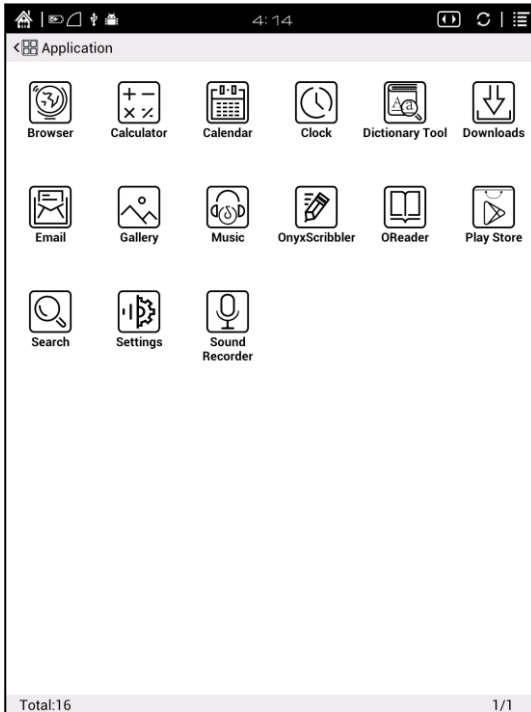 4:14
Application
Browser Calculator Calendar Clock Dictionary Tool Downloads
Email Gallery Music OnyxScribbler OReader Play Store
Search Settings Sound Recorder
Total:16 1/1